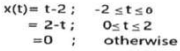 x(t)= t-2 ; -2 ≤ t ≤ 0
= 2-t ; 0 ≤ t ≤ 2
=0 ; otherwise